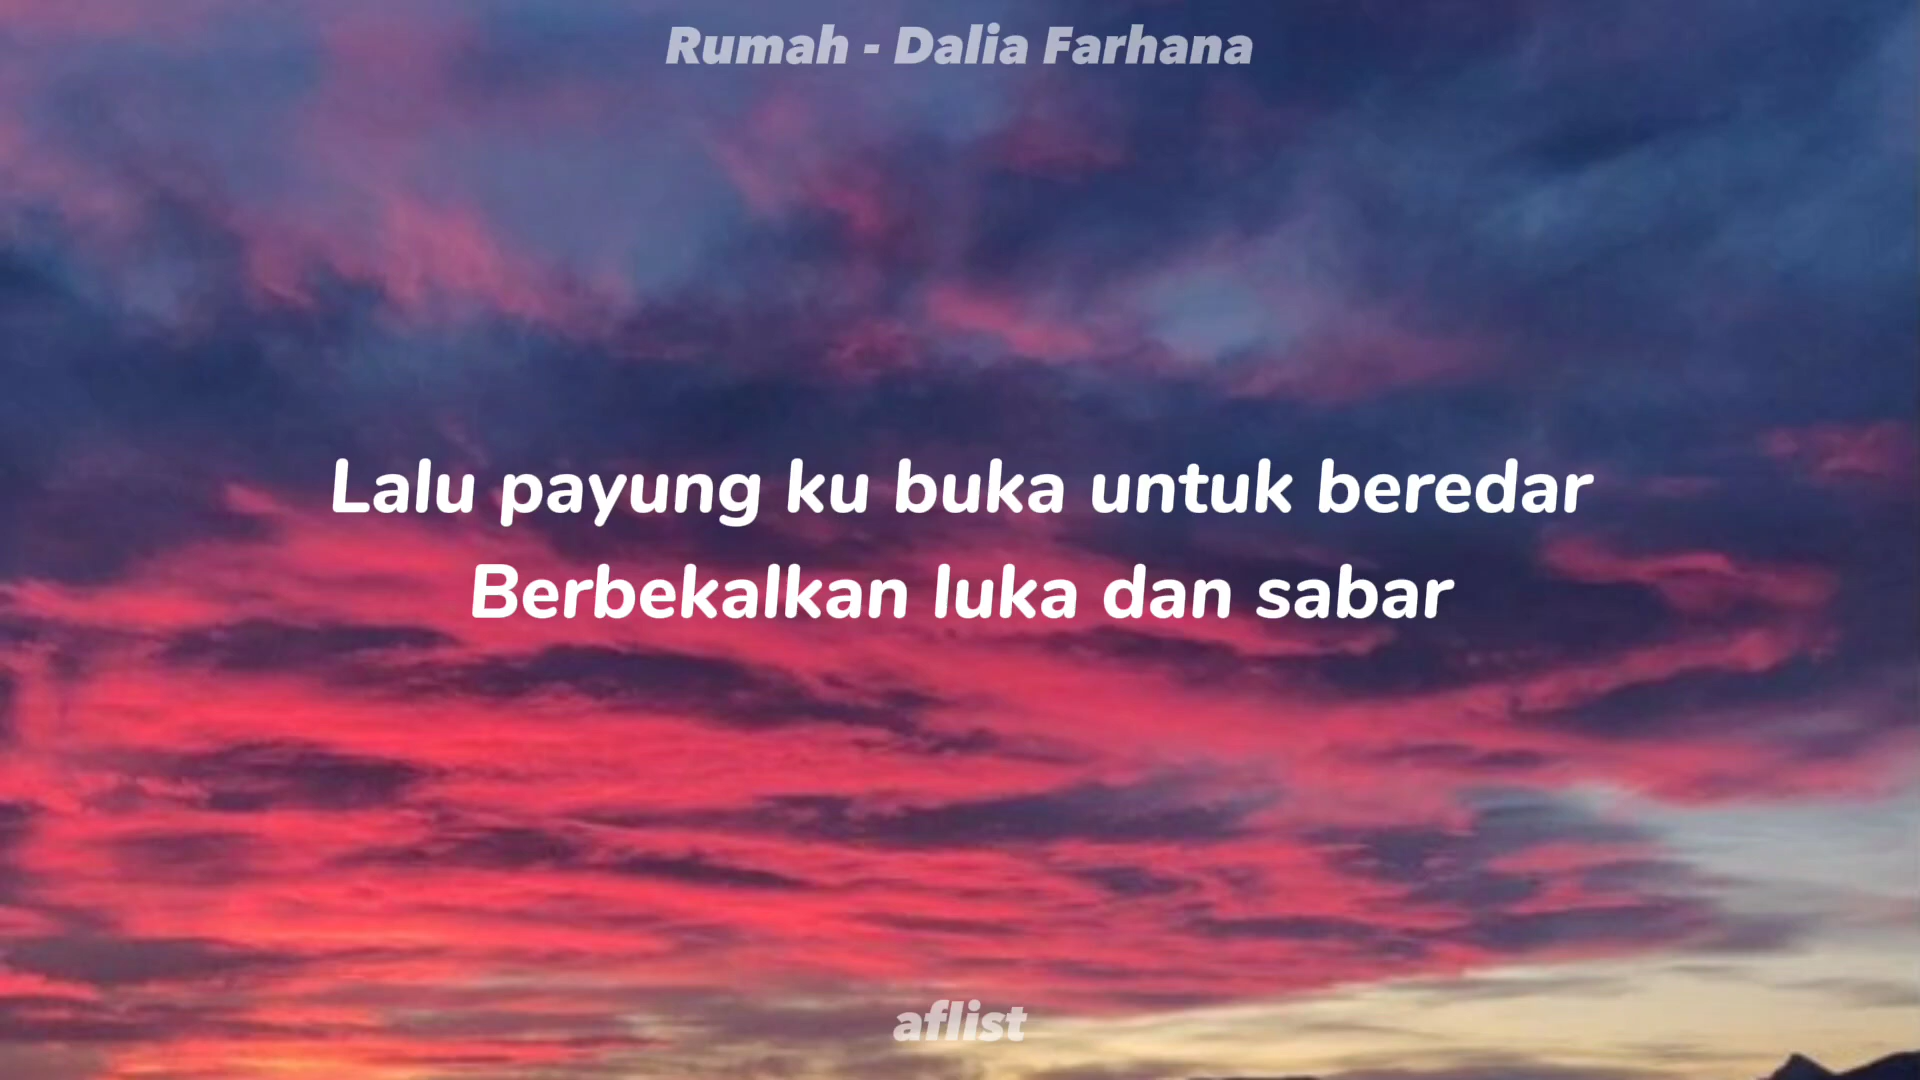 Rumah - Dalia Farhana
Lalu payung ku buka untuk beredar
Berbekalkan luka dan sabar
aflist